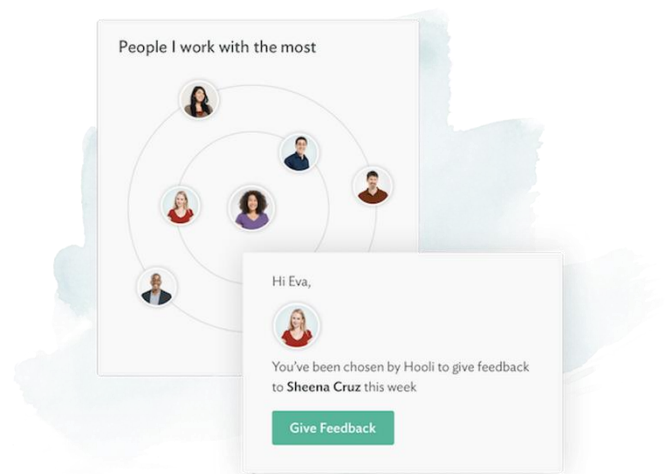 People I work with the most
Hi Eva,
You've been chosen by Hooli to give feedback
to Sheena Cruz this week
Give Feedback